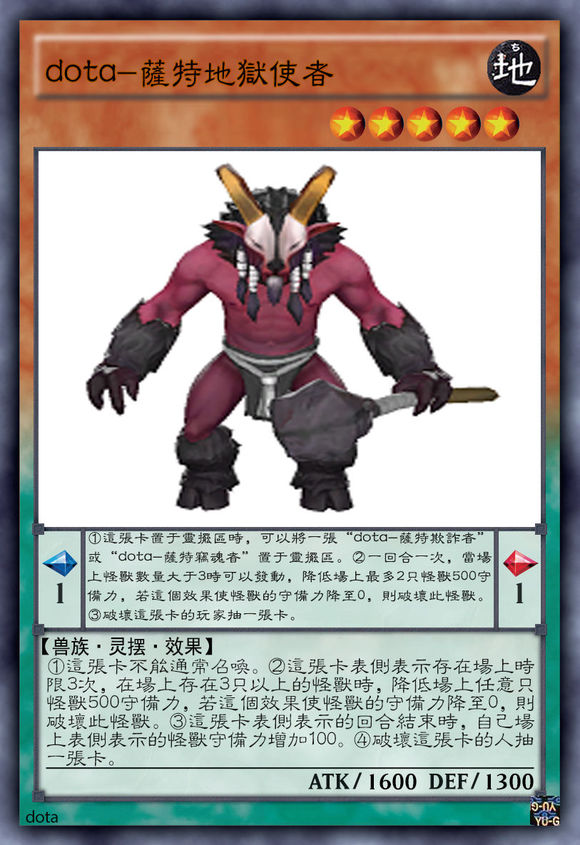 dota-薩特地獄使者
ち
地
①這張卡置于靈擺區時，可以將一張“dota-薩特欺詐者”
或“dota-薩特竊魂者”置于靈擺區。②一回合一次，當場
上怪獸數量大于3時可以發動，降低場上最多2只怪獸500守
備力，若這個效果使怪獸的守備力降至0，則破壞此怪獸。
③破壞這張卡的玩家抽一張卡。
1
1
【兽族·灵摆·效果】
①這張卡不能通常召喚。②這張卡表側表示存在場上時
限3次，在場上存在3只以上的怪獸時，降低場上任意只
怪獸500守備力，若這個效果使怪獸的守備力降至0，則
破壞此怪獸。③這張卡表側表示的回合結束時，自己場
上表側表示的怪獸守備力增加100。④破壞這張卡的人抽
一張卡。
ATK/1600 DEF/1300
dota
YU-G
YU-G